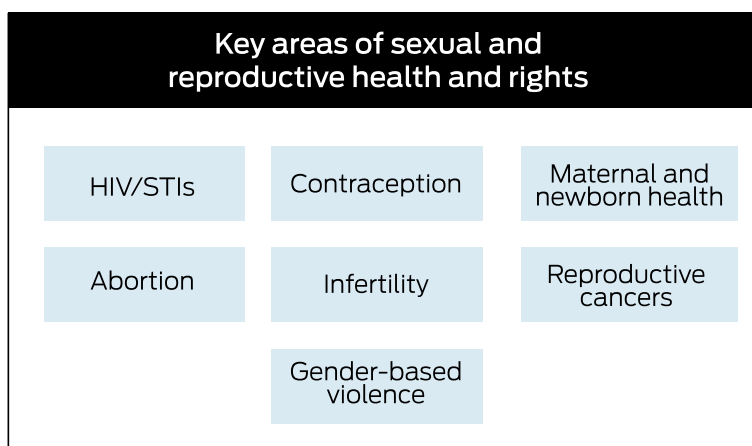 Key areas of sexual and
reproductive health and rights
HIV/STIs
Contraception
Maternal and
newborn health
Abortion
Infertility
Reproductive
cancers
Gender-based
violence